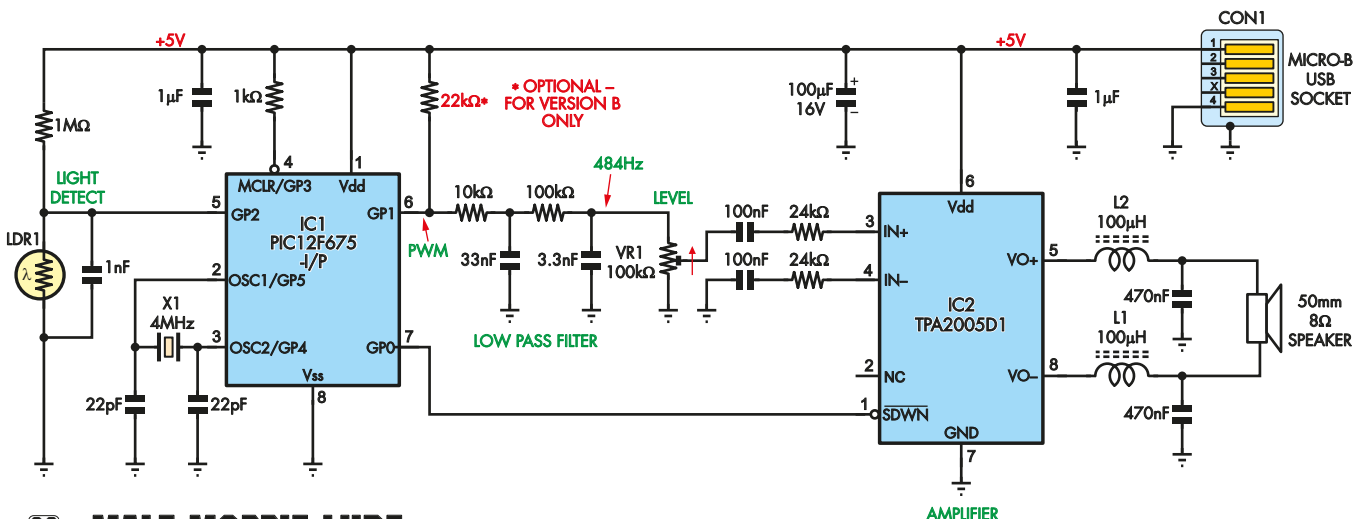 CON1
+5V
+5V
1
2
3
X
4
MICRO-B
USB
SOCKET
1µF
1kΩ
22kΩ*
* OPTIONAL –
FOR VERSION B
ONLY
100µF
16V
+
–
1µF
1MΩ
4
1
MCLR/GP3
Vdd
484Hz
LIGHT
DETECT
5
GP2
IC1
PIC12F675
-I/P
GP1
6
PWM
10kΩ
100kΩ
LEVEL
6
Vdd
LDR1
λ
1nF
33nF
3.3nF
VR1
100kΩ
100nF
24kΩ
3
IN+
100nF
24kΩ
4
IN–
L2
100µH
VO+
5
470nF
2
OSC1/GP5
X1
4MHz
3
OSC2/GP4
GP0
7
LOW PASS FILTER
IC2
TPA2005D1
50mm
8Ω
SPEAKER
L1
100µH
2
NC
VO–
8
470nF
Vss
8
22pF
22pF
1
SDWN
GND
7
AMPLIFIER